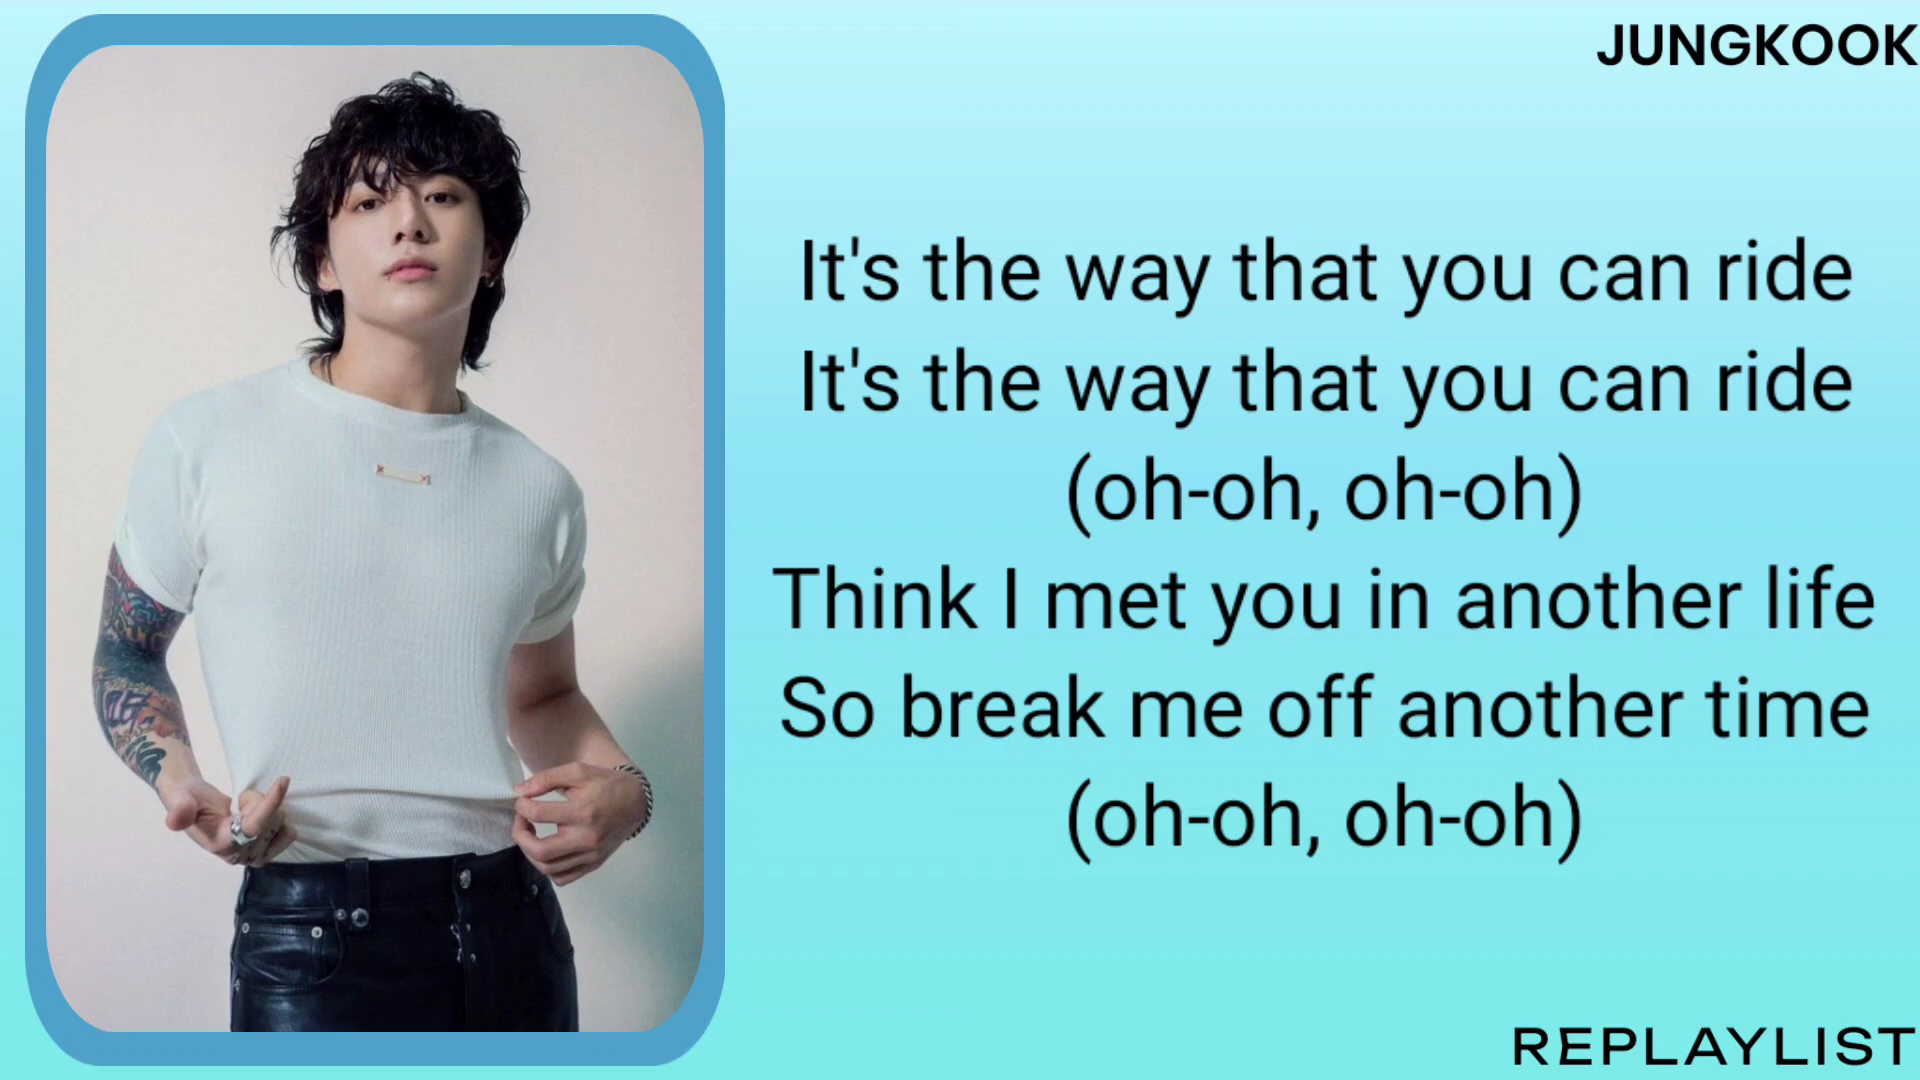 JUNGKOOK
It's the way that you can ride
It's the way that you can ride
(oh-oh, oh-oh)
Think I met you in another life
So break me off another time
(oh-oh, oh-oh)
REPLAYLIST